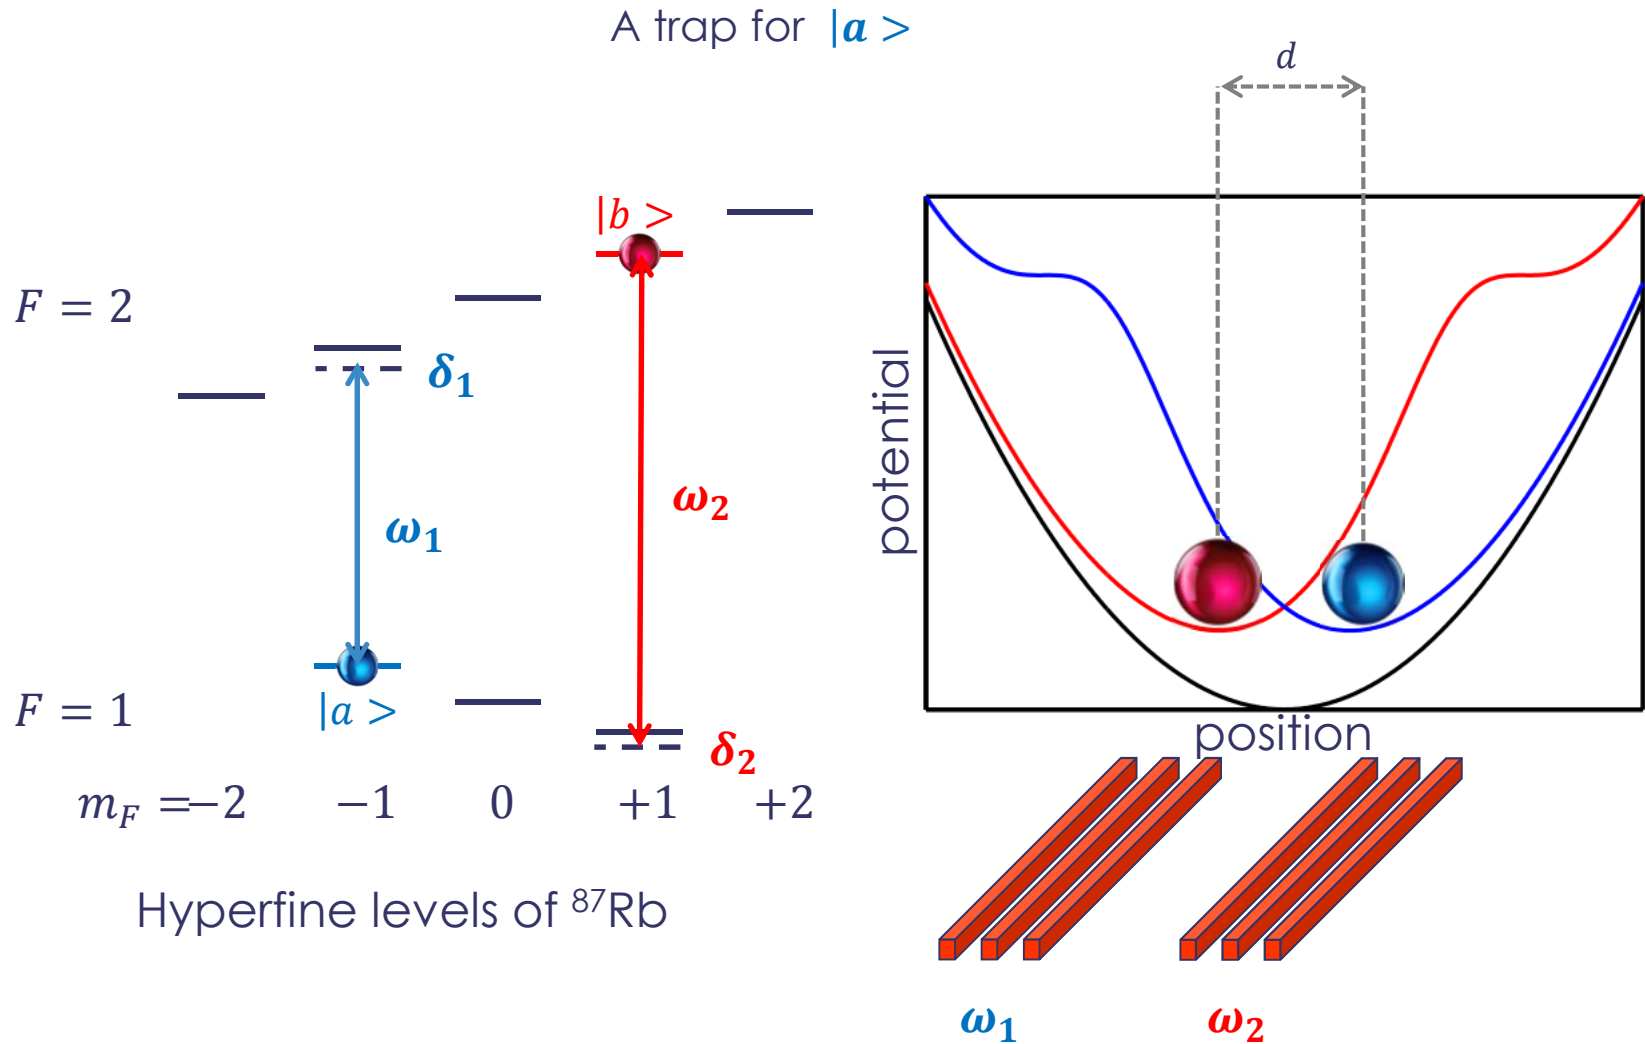 A trap for |a >
d
|b >
F = 2
δ₁
ω₁
ω₂
|a >
F = 1
δ₂
m_F =−2 −1 0 +1 +2
Hyperfine levels of ⁸⁷Rb
potential
position
ω₁ ω₂